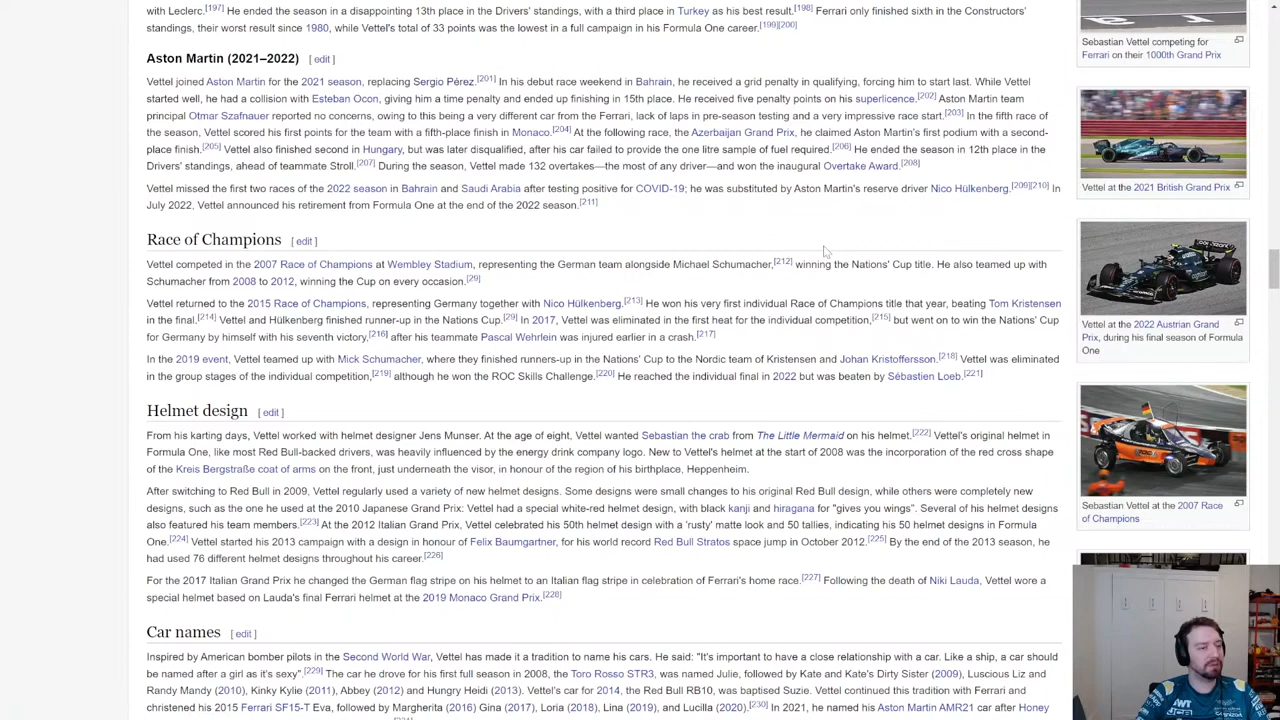 with Leclerc.[197] He ended the season in a disappointing 13th place in the Drivers' standings, with a third place in Turkey as his best result.[198] Ferrari only finished sixth in the Constructors'
standings, their worst result since 1980, while Vettel's total of 33 points was the lowest in a full campaign in his Formula One career.[199][200]
Aston Martin (2021–2022) [ edit ]
Vettel joined Aston Martin for the 2021 season, replacing Sergio Pérez.[201] In his debut race weekend in Bahrain, he received a grid penalty in qualifying, forcing him to start last. While Vettel
started well, he had a collision with Esteban Ocon, giving him a time penalty and ended up finishing in 15th place. He received five penalty points on his superlicence.[202] Aston Martin team
principal Otmar Szafnauer reported no concerns, owing to this being a very different car from the Ferrari, lack of laps in pre-season testing and a very impressive race start.[203] In the fifth race of
the season, Vettel scored his first points for the team with a fifth-place finish in Monaco.[204] At the following race, the Azerbaijan Grand Prix, he claimed Aston Martin's first podium with a second-
place finish.[205] Vettel also finished second in Hungary, but was later disqualified, after his car failed to provide the one litre sample of fuel required.[206] He ended the season in 12th place in the
Drivers' standings, ahead of teammate Stroll.[207] During the season, Vettel made 132 overtakes—the most of any driver—and won the inaugural Overtake Award.[208]
Vettel missed the first two races of the 2022 season in Bahrain and Saudi Arabia after testing positive for COVID-19; he was substituted by Aston Martin's reserve driver Nico Hülkenberg.[209][210] In
July 2022, Vettel announced his retirement from Formula One at the end of the 2022 season.[211]
Race of Champions [ edit ]
Vettel competed in the 2007 Race of Champions at Wembley Stadium, representing the German team alongside Michael Schumacher,[212] winning the Nations' Cup title. He also teamed up with
Schumacher from 2008 to 2012, winning the Cup on every occasion.[29]
Vettel returned to the 2015 Race of Champions, representing Germany together with Nico Hülkenberg.[213] He won his very first individual Race of Champions title that year, beating Tom Kristensen
in the final.[214] Vettel and Hülkenberg finished runner-up in the Nations Cup.[29] In 2017, Vettel was eliminated in the first heat for the individual competition,[215] but went on to win the Nations' Cup
for Germany by himself with his seventh victory,[216] after his teammate Pascal Wehrlein was injured earlier in a crash.[217]
In the 2019 event, Vettel teamed up with Mick Schumacher, where they finished runners-up in the Nations' Cup to the Nordic team of Kristensen and Johan Kristoffersson.[218] Vettel was eliminated
in the group stages of the individual competition,[219] although he won the ROC Skills Challenge.[220] He reached the individual final in 2022 but was beaten by Sébastien Loeb.[221]
Helmet design [ edit ]
From his karting days, Vettel worked with helmet designer Jens Munser. At the age of eight, Vettel wanted Sebastian the crab from The Little Mermaid on his helmet.[222] Vettel's original helmet in
Formula One, like most Red Bull-backed drivers, was heavily influenced by the energy drink company logo. New to Vettel's helmet at the start of 2008 was the incorporation of the red cross shape
of the Kreis Bergstraße coat of arms on the front, just underneath the visor, in honour of the region of his birthplace, Heppenheim.
After switching to Red Bull in 2009, Vettel regularly used a variety of new helmet designs. Some designs were small changes to his original Red Bull design, while others were completely new
designs, such as the one he used at the 2010 Japanese Grand Prix: Vettel had a special white-red helmet design, with black kanji and hiragana for "gives you wings". Several of his helmet designs
also featured his team members.[223] At the 2012 Italian Grand Prix, Vettel celebrated his 50th helmet design with a 'rusty' matte look and 50 tallies, indicating his 50 helmet designs in Formula
One.[224] Vettel started his 2013 campaign with a design in honour of Felix Baumgartner, for his world record Red Bull Stratos space jump in October 2012.[225] By the end of the 2013 season, he
had used 76 different helmet designs throughout his career.[226]
For the 2017 Italian Grand Prix he changed the German flag stripe on his helmet to an Italian flag stripe in celebration of Ferrari's home race.[227] Following the death of Niki Lauda, Vettel wore a
special helmet based on Lauda's final Ferrari helmet at the 2019 Monaco Grand Prix.[228]
Car names [ edit ]
Inspired by American bomber pilots in the Second World War, Vettel has made it a tradition to name his cars. He said: "It's important to have a close relationship with a car. Like a ship, a car should
be named after a girl as it's sexy".[229] The car he drove for his first full season in 2008, the Toro Rosso STR3, was named Julie, followed by Kate and Kate's Dirty Sister (2009), Luscious Liz and
Randy Mandy (2010), Kinky Kylie (2011), Abbey (2012) and Hungry Heidi (2013). Vettel's car for 2014, the Red Bull RB10, was baptised Suzie. Vettel continued this tradition with Ferrari and
christened his 2015 Ferrari SF15-T Eva, followed by Margherita (2016) Gina (2017), Loria (2018), Lina (2019), and Lucilla (2020).[230] In 2021, he named his Aston Martin AMR21 car after Honey
Sebastian Vettel competing for
Ferrari on their 1000th Grand Prix
Vettel at the 2021 British Grand Prix
Vettel at the 2022 Austrian Grand
Prix, during his final season of Formula
One
Sebastian Vettel at the 2007 Race
of Champions